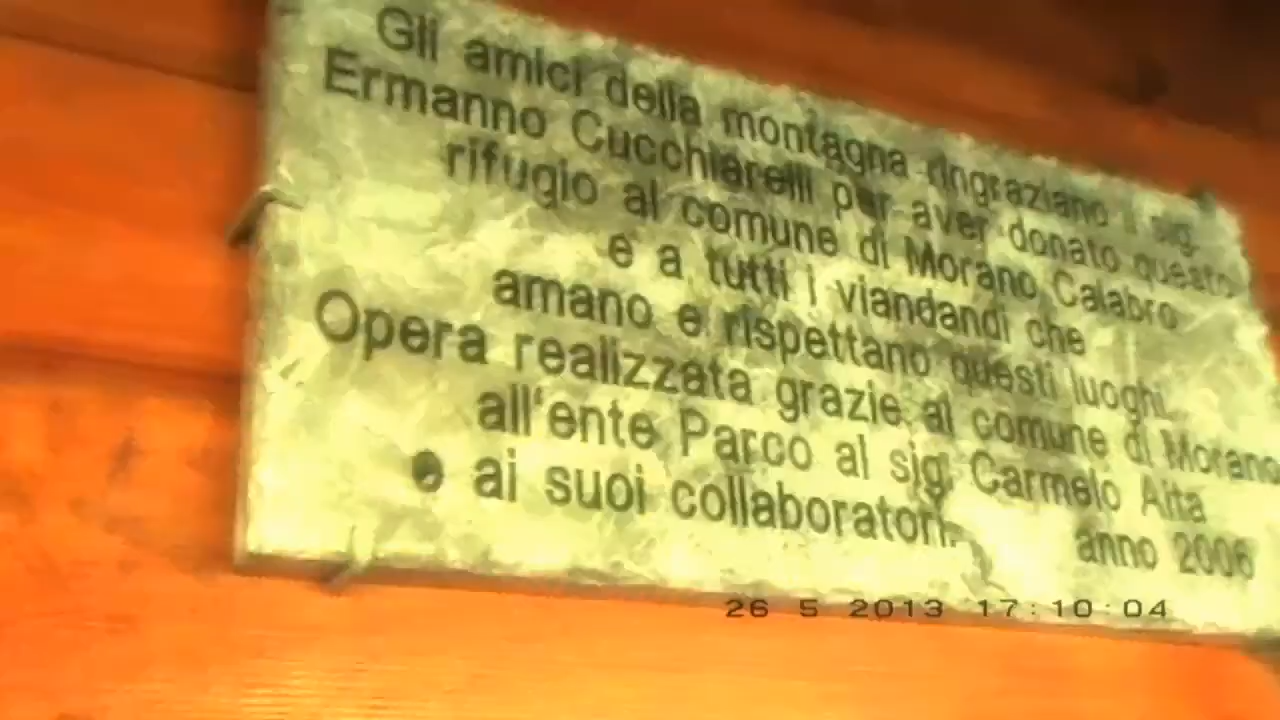 Gli amici della montagna ringraziano il sig.
Ermanno Cucchiarelli per aver donato questo
rifugio al comune di Morano Calabro
e a tutti i viandandi che
amano e rispettano questi luoghi.
Opera realizzata grazie al comune di Morano
all'ente Parco al sig. Carmelo Aita
e ai suoi collaboratori.
anno 2006
26 5 2013 17:10:04